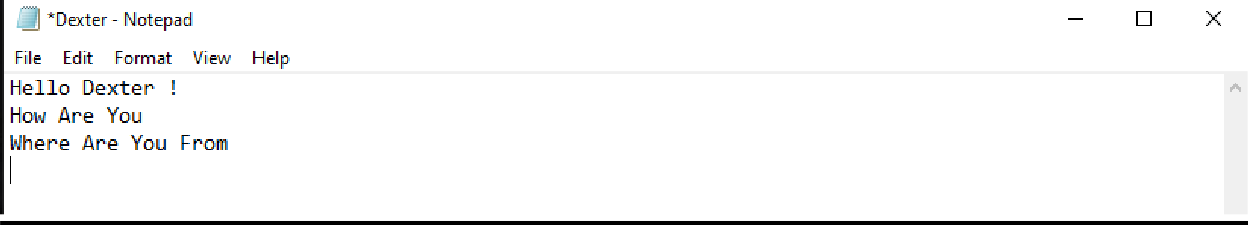 *Dexter - Notepad
File Edit Format View Help
Hello Dexter !
How Are You
Where Are You From